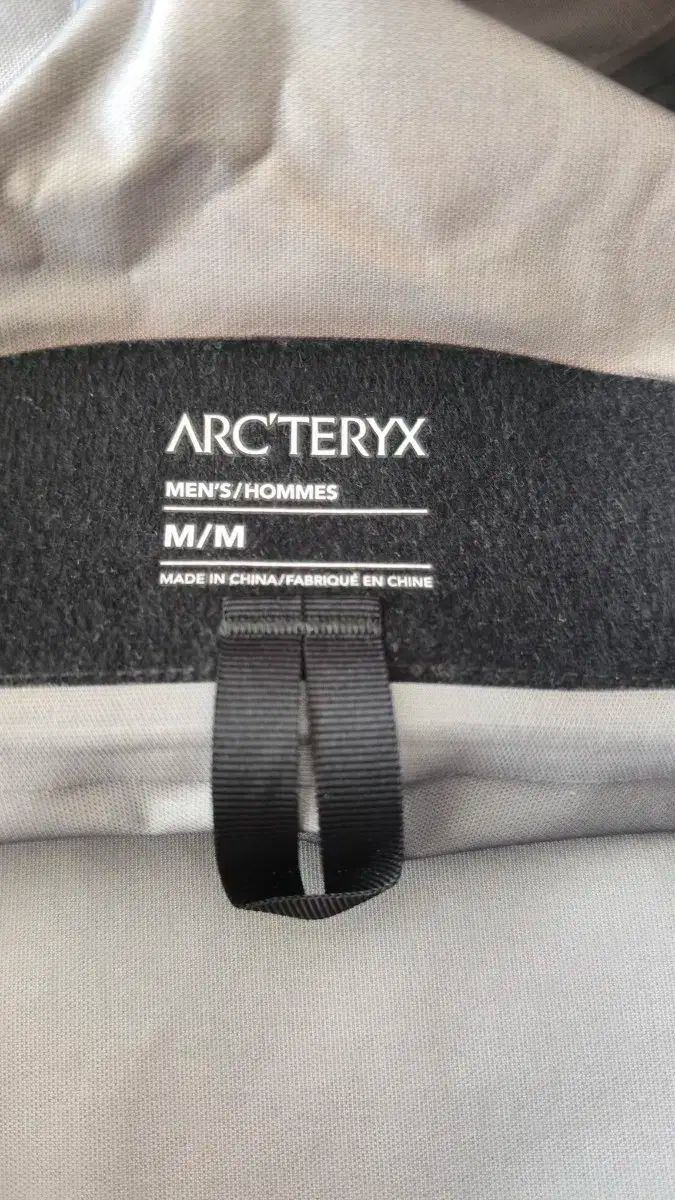 ARC'TERYX
MEN'S/HOMMES
M/M
MADE IN CHINA/FABRIQUÉ EN CHINE